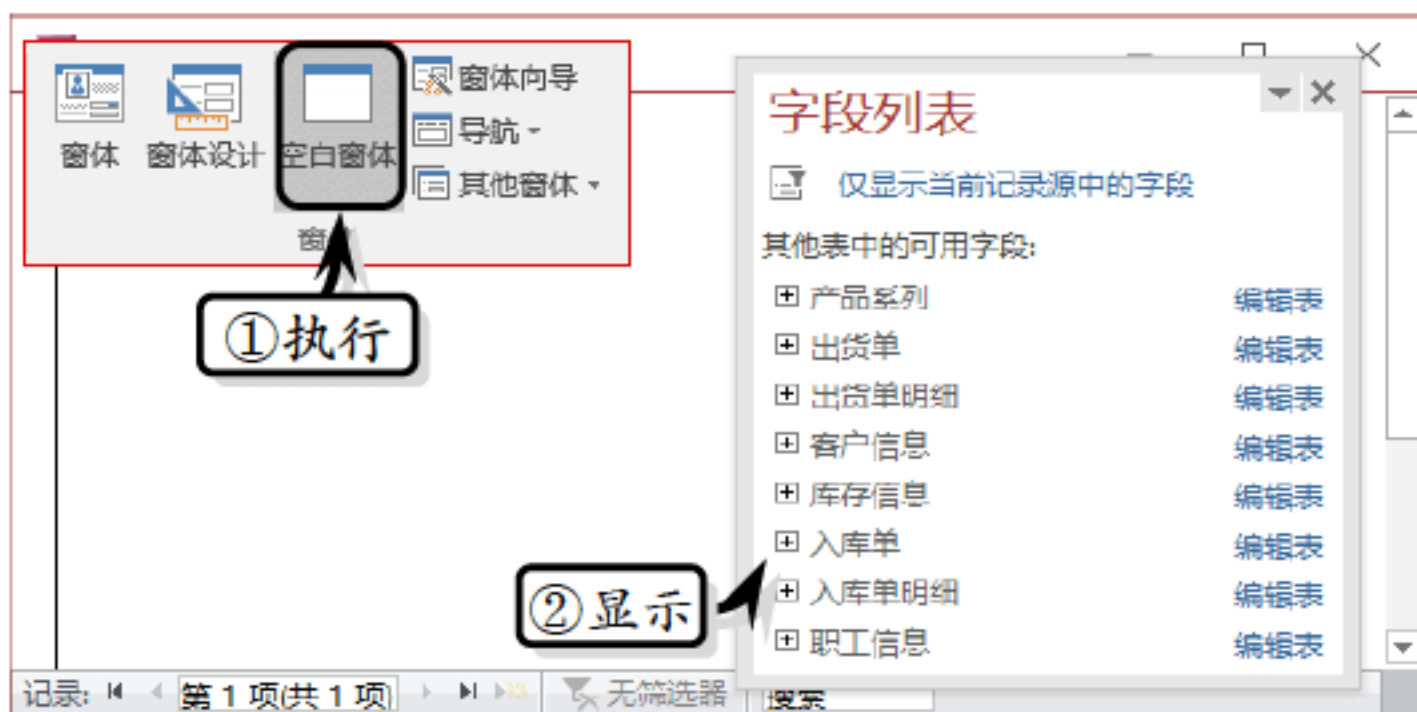 窗体
窗体设计
空白窗体
窗体向导
导航
其他窗体
窗
①执行
字段列表
仅显示当前记录源中的字段
其他表中的可用字段:
产品系列 编辑表
出货单 编辑表
出货单明细 编辑表
客户信息 编辑表
库存信息 编辑表
入库单 编辑表
②显示
入库单明细 编辑表
职工信息 编辑表
记录: 第 1 项(共 1 项) 无筛选器 搜索